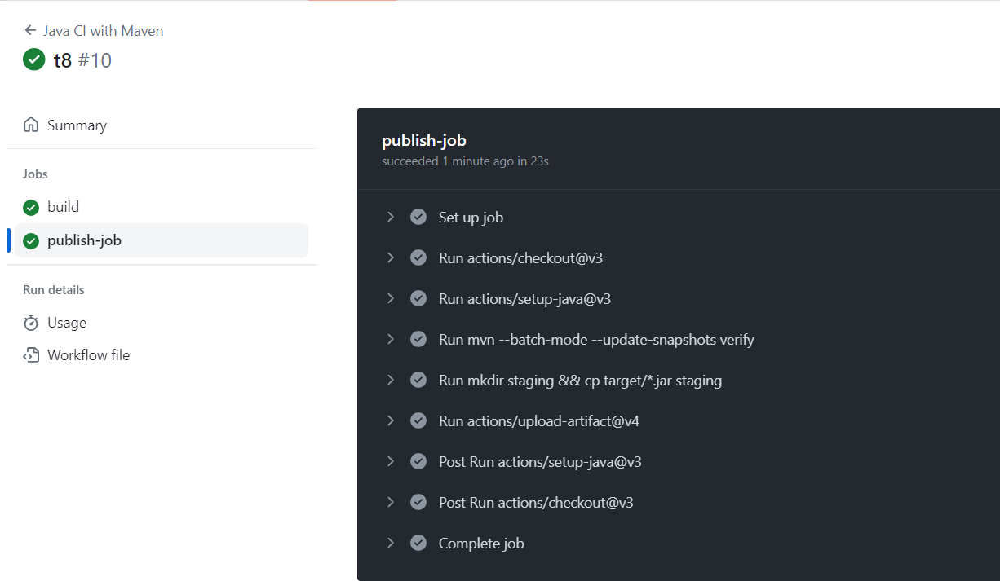 Java CI with Maven
t8 #10
Summary
Jobs
build
publish-job
Run details
Usage
Workflow file
publish-job
succeeded 1 minute ago in 23s
Set up job
Run actions/checkout@v3
Run actions/setup-java@v3
Run mvn --batch-mode --update-snapshots verify
Run mkdir staging && cp target/*.jar staging
Run actions/upload-artifact@v4
Post Run actions/setup-java@v3
Post Run actions/checkout@v3
Complete job